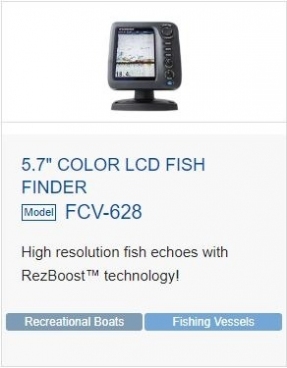 5.7" COLOR LCD FISH
FINDER
Model FCV-628
High resolution fish echoes with
RezBoost™ technology!
Recreational Boats Fishing Vessels